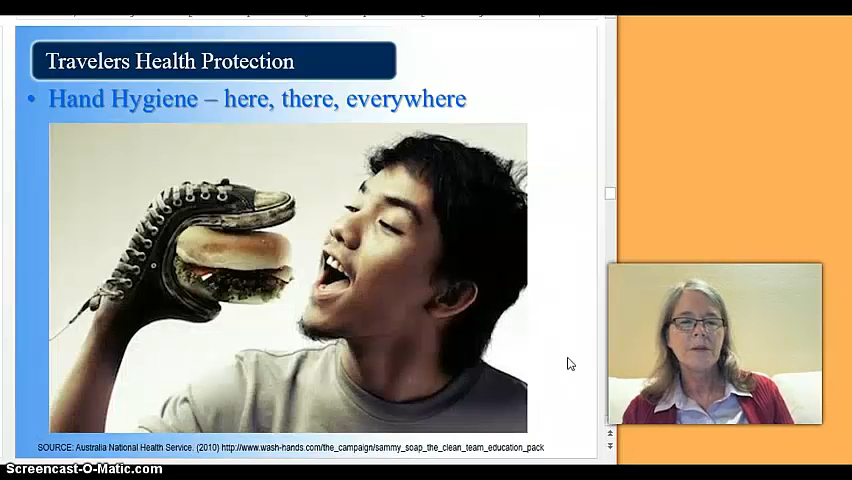 Travelers Health Protection
• Hand Hygiene – here, there, everywhere
SOURCE: Australia National Health Service. (2010) http://www.wash-hands.com/the_campaign/sammy_soap_the_clean_team_education_pack
Screencast-O-Matic.com